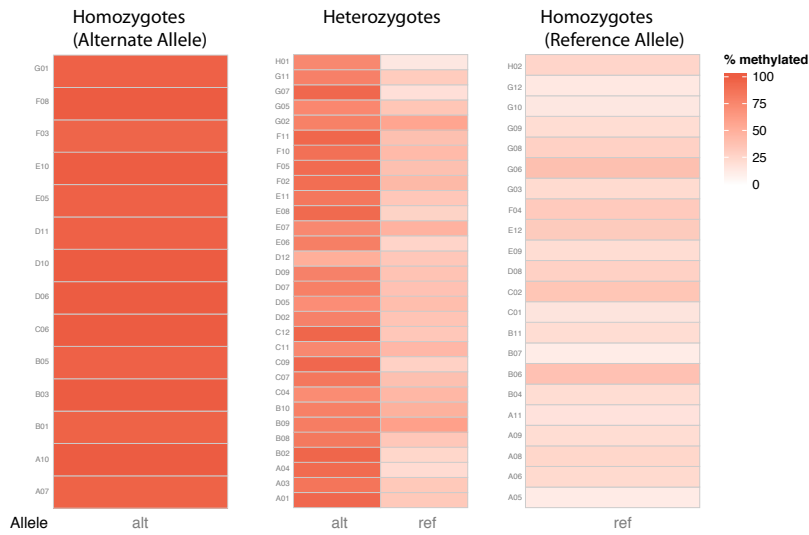 Homozygotes
(Alternate Allele)
Heterozygotes
Homozygotes
(Reference Allele)
G01
F08
F03
E10
E05
D11
D10
D06
C06
B05
B03
B01
A10
A07
H01
G11
G07
G05
G02
F11
F10
F05
F02
E11
E08
E07
E06
D12
D09
D07
D05
D02
C12
C11
C09
C07
C04
B10
B09
B08
B02
A04
A03
A01
H02
G12
G10
G09
G08
G06
G03
F04
E12
E09
D08
C02
C01
B11
B07
B06
B04
A11
A09
A08
A06
A05
% methylated
100
75
50
25
0
Allele alt alt ref ref